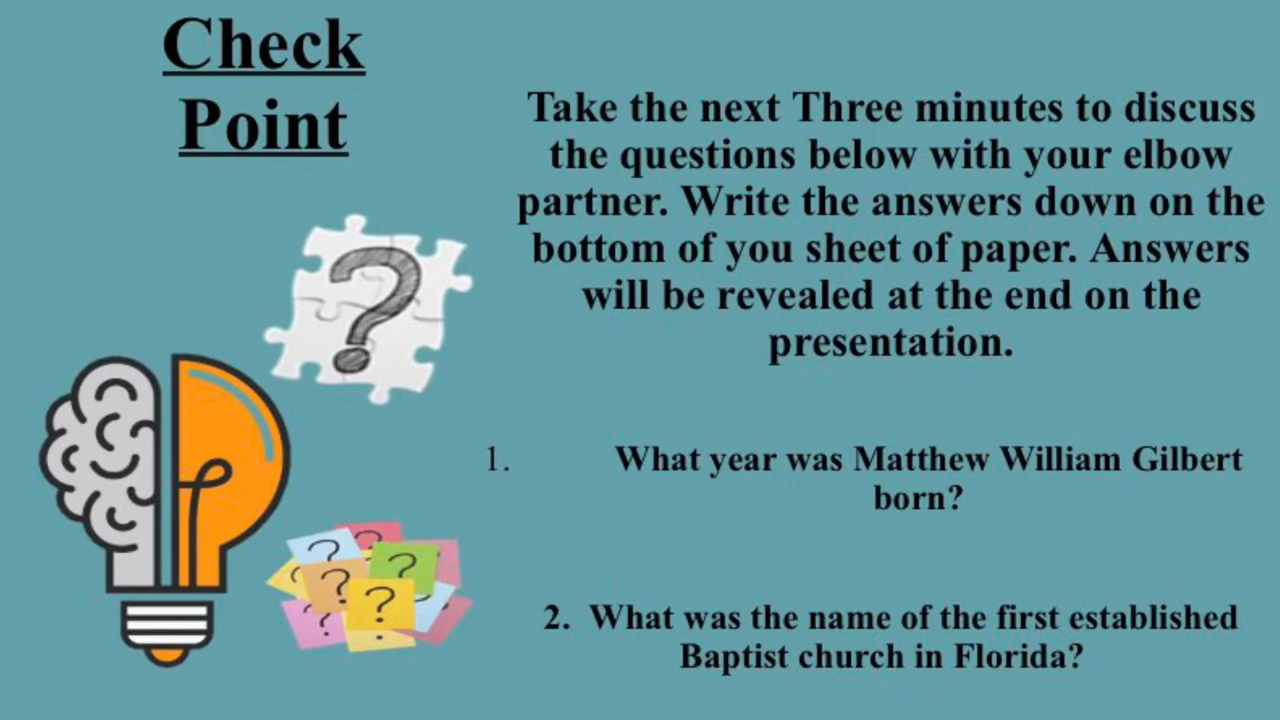 Check
Point
Take the next Three minutes to discuss
the questions below with your elbow
partner. Write the answers down on the
bottom of you sheet of paper. Answers
will be revealed at the end on the
presentation.
1. What year was Matthew William Gilbert
born?
2. What was the name of the first established
Baptist church in Florida?
?
?
?
?
?
?
?